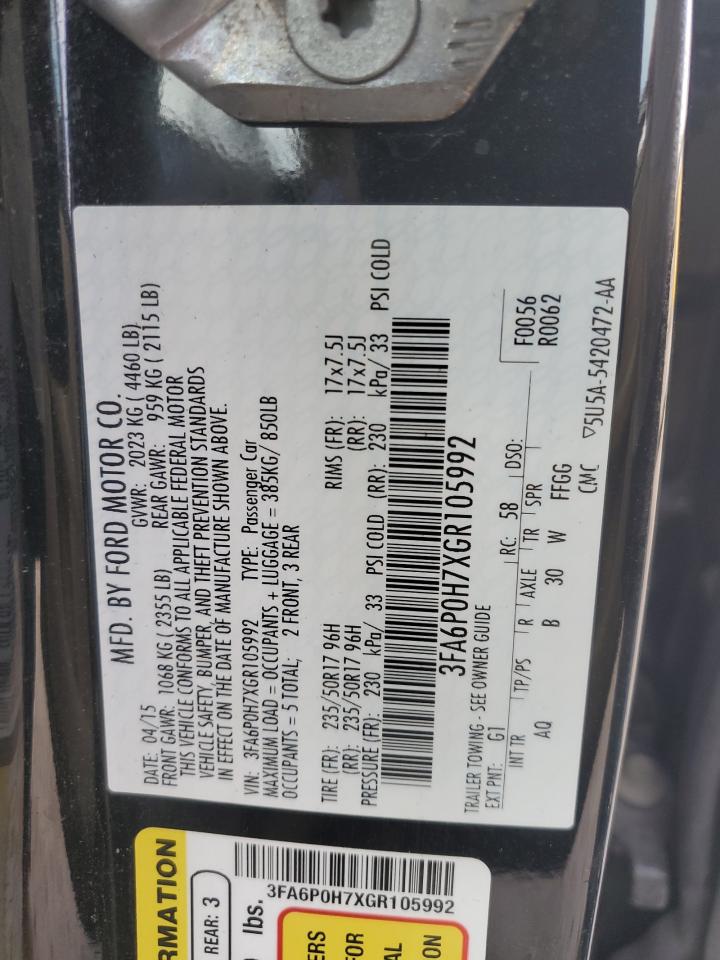 MFD. BY FORD MOTOR CO.
DATE: 04/15 GVWR: 2023 KG ( 4460 LB)
FRONT GAWR: 1068 KG ( 2355 LB) REAR GAWR: 959 KG ( 2115 LB)
THIS VEHICLE CONFORMS TO ALL APPLICABLE FEDERAL MOTOR
VEHICLE SAFETY, BUMPER, AND THEFT PREVENTION STANDARDS
IN EFFECT ON THE DATE OF MANUFACTURE SHOWN ABOVE.
VIN: 3FA6P0H7XGR105992 TYPE: Passenger Car
MAXIMUM LOAD = OCCUPANTS + LUGGAGE = 385KG/ 850LB
OCCUPANTS = 5 TOTAL; 2 FRONT, 3 REAR
TIRE (FR): 235/50R17 96H RIMS (FR): 17x7.5J
(RR): 235/50R17 96H (RR): 17x7.5J
PRESSURE (FR): 230 kPa/ 33 PSI COLD (RR): 230 kPa/ 33 PSI COLD
3FA6P0H7XGR105992
TRAILER TOWING - SEE OWNER GUIDE
EXT PNT: G1 RC: 58 DSO: F0056
R0062
INT TR TP/PS R AXLE TR SPR
AQ B 30 W FFGG
CMC ▽5U5A-5420472-AA
RMATION
REAR: 3
lbs.
3FA6P0H7XGR105992
ERS
FOR
AL
ON